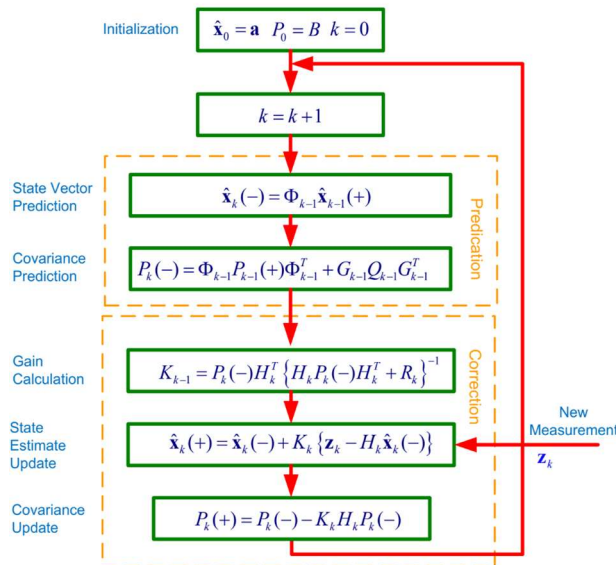 Initialization
x̂₀ = a P₀ = B k = 0
k = k + 1
State Vector
Prediction
x̂ₖ(−) = Φₖ₋₁x̂ₖ₋₁(+)
Predication
Covariance
Prediction
Pₖ(−) = Φₖ₋₁Pₖ₋₁(+)Φᵀₖ₋₁ + Gₖ₋₁Qₖ₋₁Gᵀₖ₋₁
Gain
Calculation
Kₖ₋₁ = Pₖ(−)Hₖᵀ {HₖPₖ(−)Hₖᵀ + Rₖ}⁻¹
Correction
State
Estimate
Update
x̂ₖ(+) = x̂ₖ(−) + Kₖ {zₖ − Hₖx̂ₖ(−)}
New
Measurement
zₖ
Covariance
Update
Pₖ(+) = Pₖ(−) − KₖHₖPₖ(−)